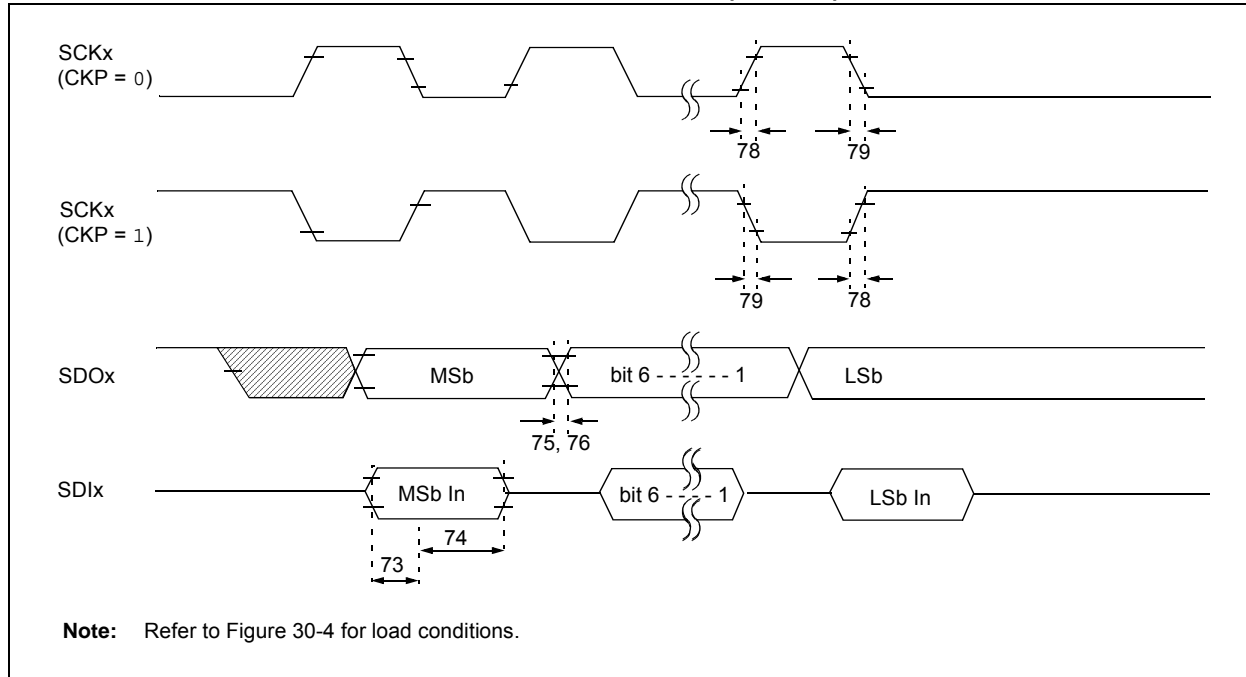 SCKx
(CKP = 0)
78
79
SCKx
(CKP = 1)
79
78
SDOx
MSb
bit 6 - - - - - - 1
LSb
75, 76
SDIx
MSb In
bit 6 - - - - 1
LSb In
74
73
Note: Refer to Figure 30-4 for load conditions.